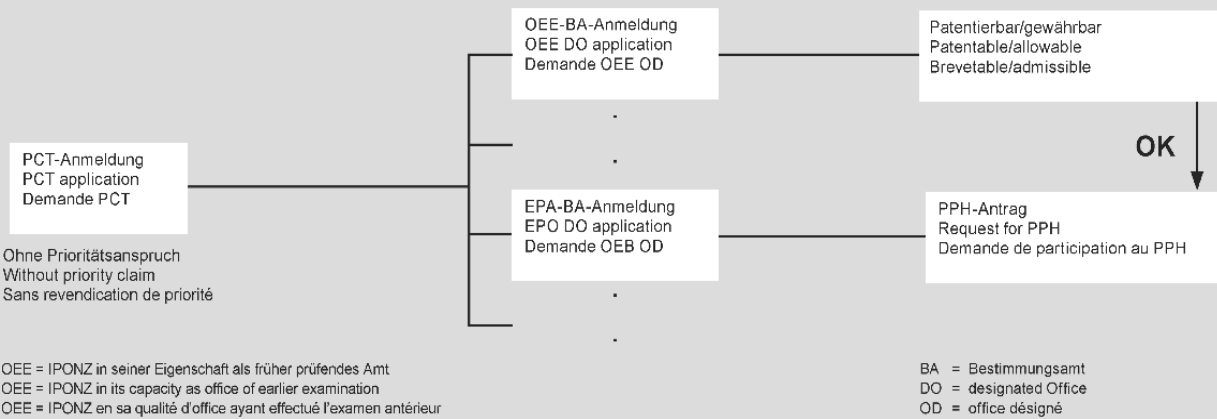 OEE-BA-Anmeldung
OEE DO application
Demande OEE OD
Patentierbar/gewährbar
Patentable/allowable
Brevetable/admissible
OK
PCT-Anmeldung
PCT application
Demande PCT
EPA-BA-Anmeldung
EPO DO application
Demande OEB OD
PPH-Antrag
Request for PPH
Demande de participation au PPH
Ohne Prioritätsanspruch
Without priority claim
Sans revendication de priorité
OEE = IPONZ in seiner Eigenschaft als früher prüfendes Amt
OEE = IPONZ in its capacity as office of earlier examination
OEE = IPONZ en sa qualité d'office ayant effectué l'examen antérieur
BA = Bestimmungsamt
DO = designated Office
OD = office désigné